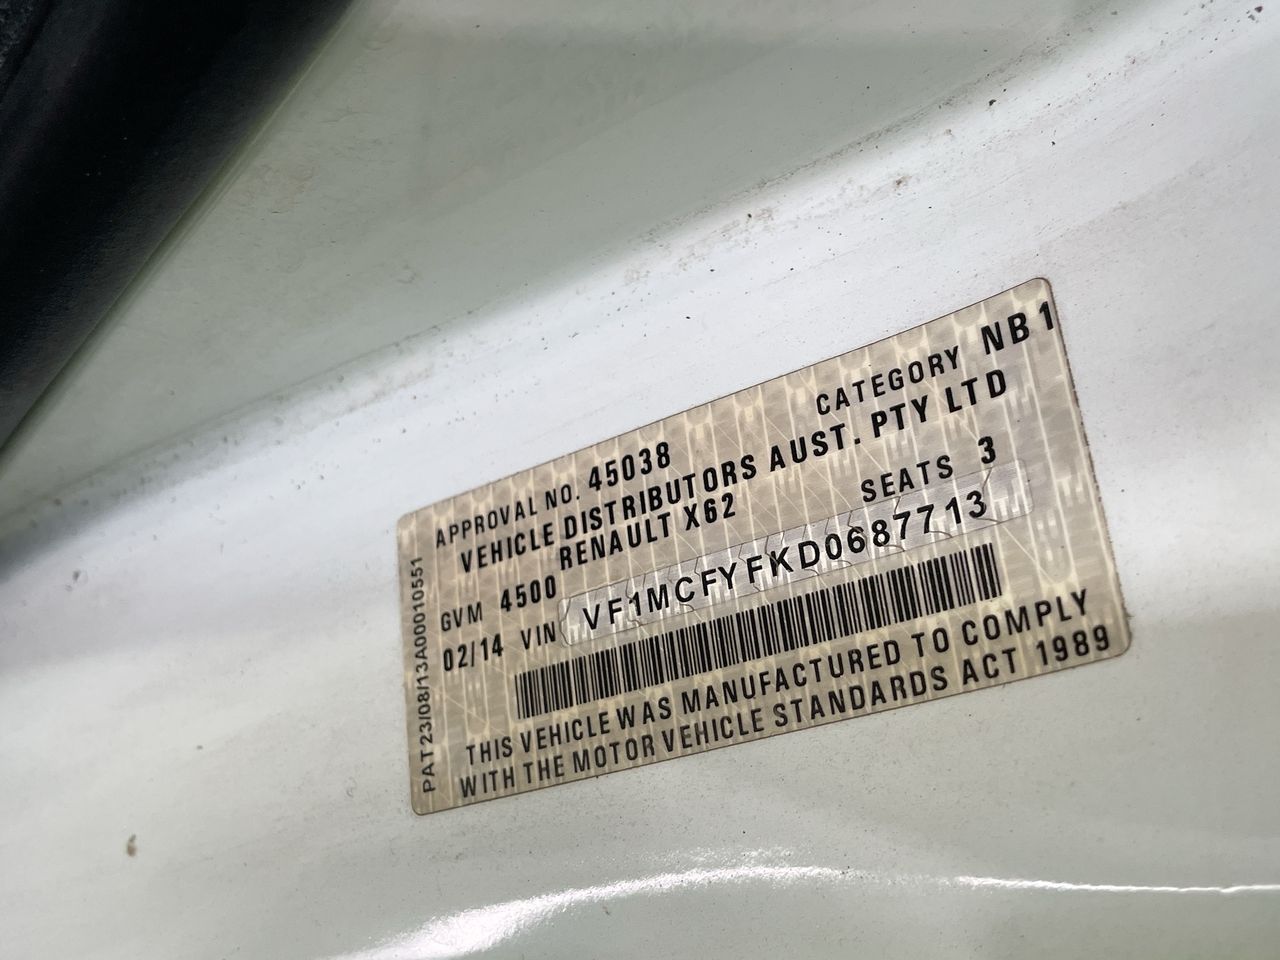 APPROVAL NO. 45038 CATEGORY NB1
VEHICLE DISTRIBUTORS AUST. PTY LTD
RENAULT X62
GVM 4500 SEATS 3
02/14 VIN VF1MCFYFKD0687713
THIS VEHICLE WAS MANUFACTURED TO COMPLY
WITH THE MOTOR VEHICLE STANDARDS ACT 1989
PAT23/08/13A00010551